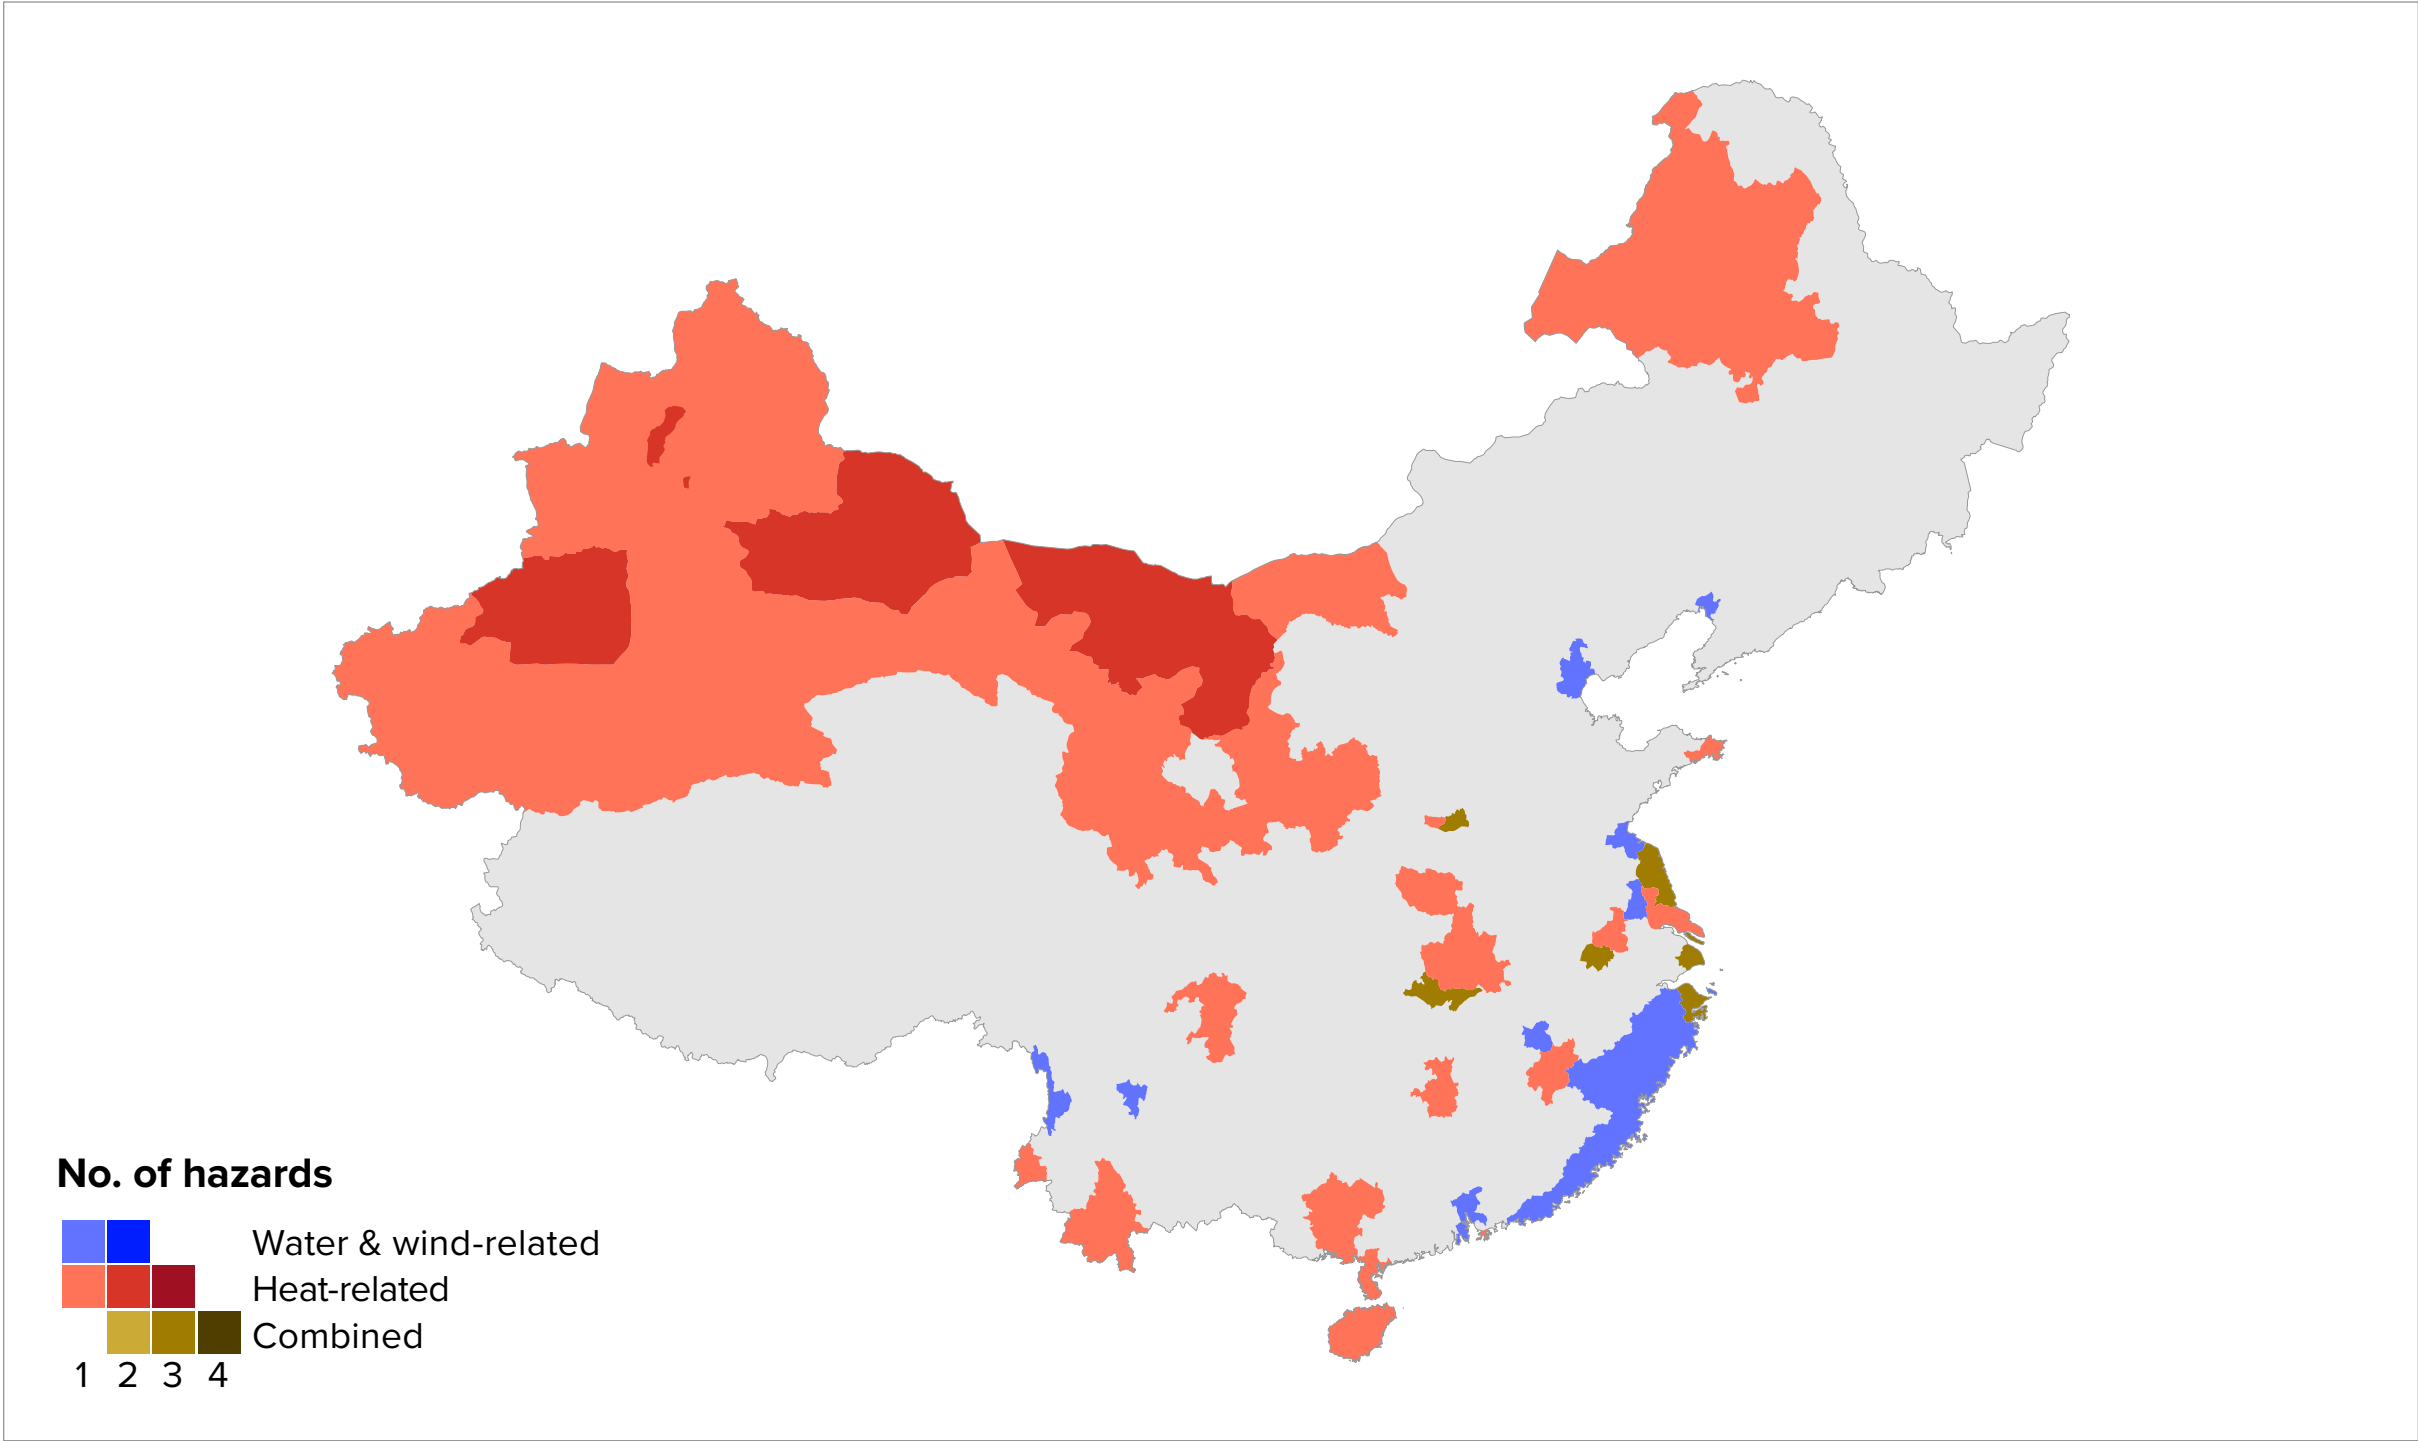 No. of hazards
Water & wind-related
Heat-related
Combined
1 2 3 4